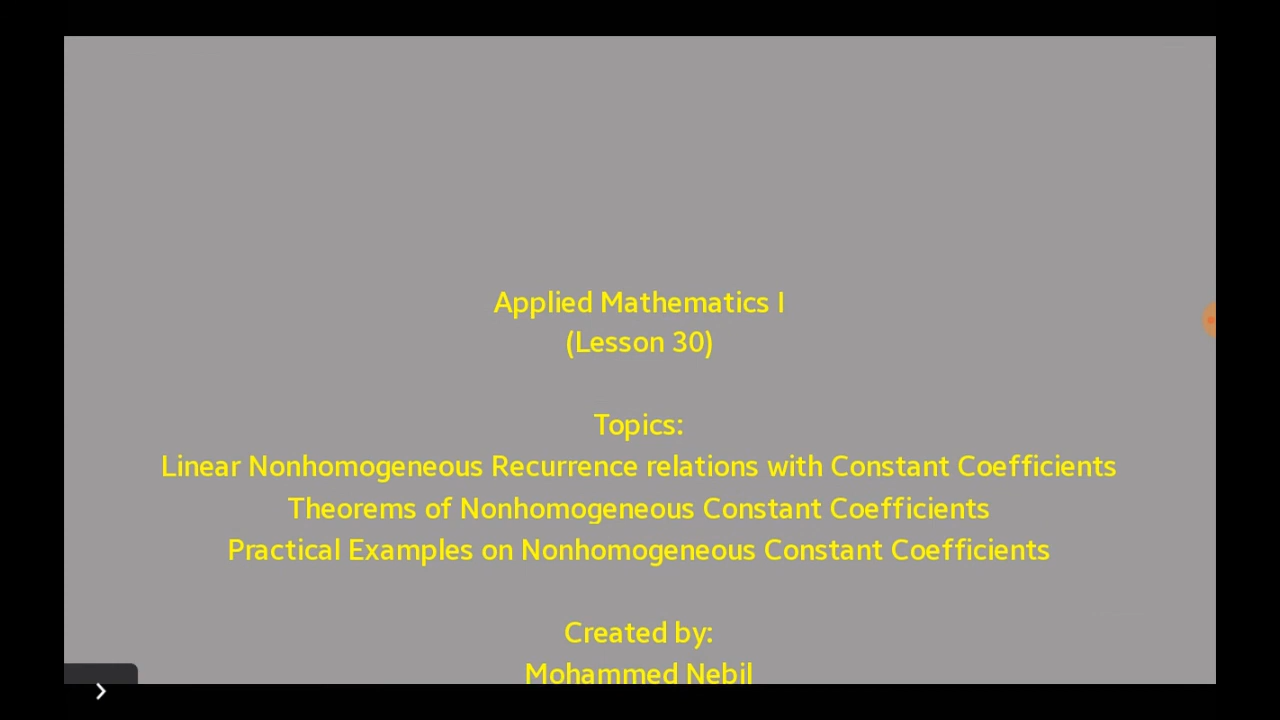 Applied Mathematics I
(Lesson 30)
Topics:
Linear Nonhomogeneous Recurrence relations with Constant Coefficients
Theorems of Nonhomogeneous Constant Coefficients
Practical Examples on Nonhomogeneous Constant Coefficients
Created by:
Mohammed Nebil